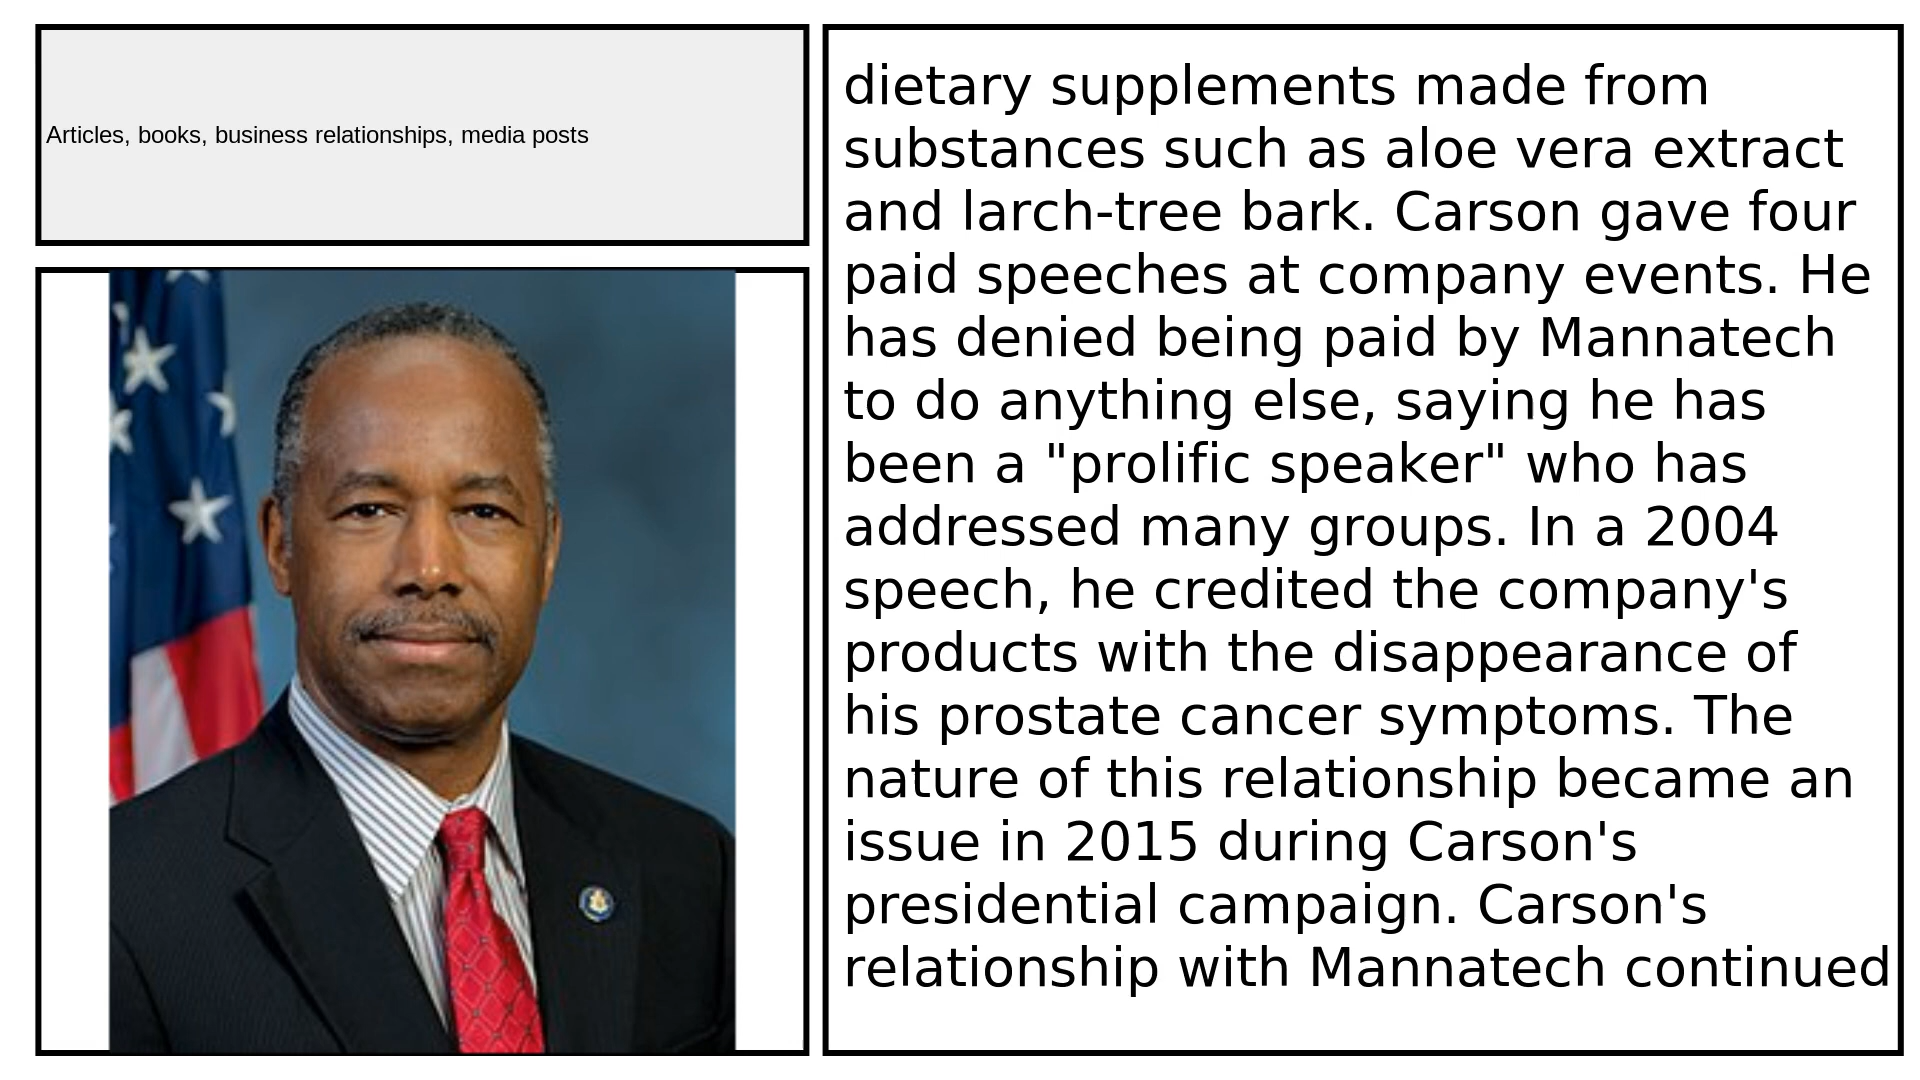 Articles, books, business relationships, media posts
dietary supplements made from
substances such as aloe vera extract
and larch-tree bark. Carson gave four
paid speeches at company events. He
has denied being paid by Mannatech
to do anything else, saying he has
been a "prolific speaker" who has
addressed many groups. In a 2004
speech, he credited the company's
products with the disappearance of
his prostate cancer symptoms. The
nature of this relationship became an
issue in 2015 during Carson's
presidential campaign. Carson's
relationship with Mannatech continued